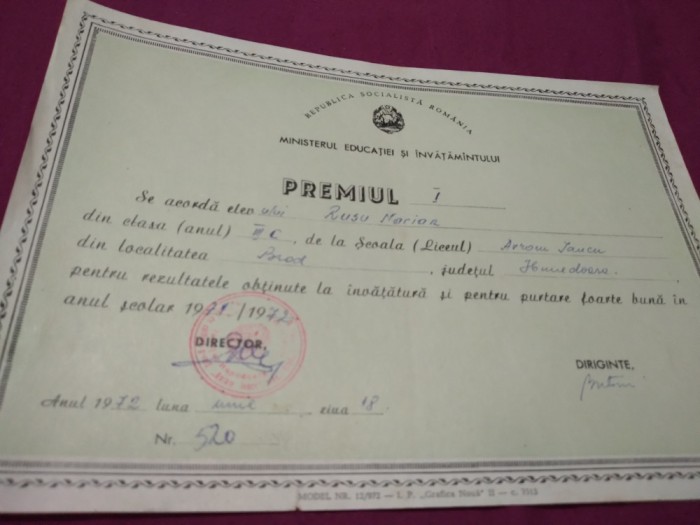 REPUBLICA SOCIALISTĂ ROMÂNIA
MINISTERUL EDUCAȚIEI ȘI ÎNVĂȚĂMÎNTULUI
PREMIUL I
Se acordă elev ului Rusu Marian
din clasa (anul) II C, de la Școala (Liceul) Avram Iancu
din localitatea Brad, județul Hunedoara.
pentru rezultatele obținute la învățătură și pentru purtare foarte bună în
anul școlar 1971/1972
DIRECTOR,
DIRIGINTE,
Anul 1972 luna iunie, ziua 18.
Nr. 520
MODEL NR. 12/972 — I. P. „Grafica Nouă"